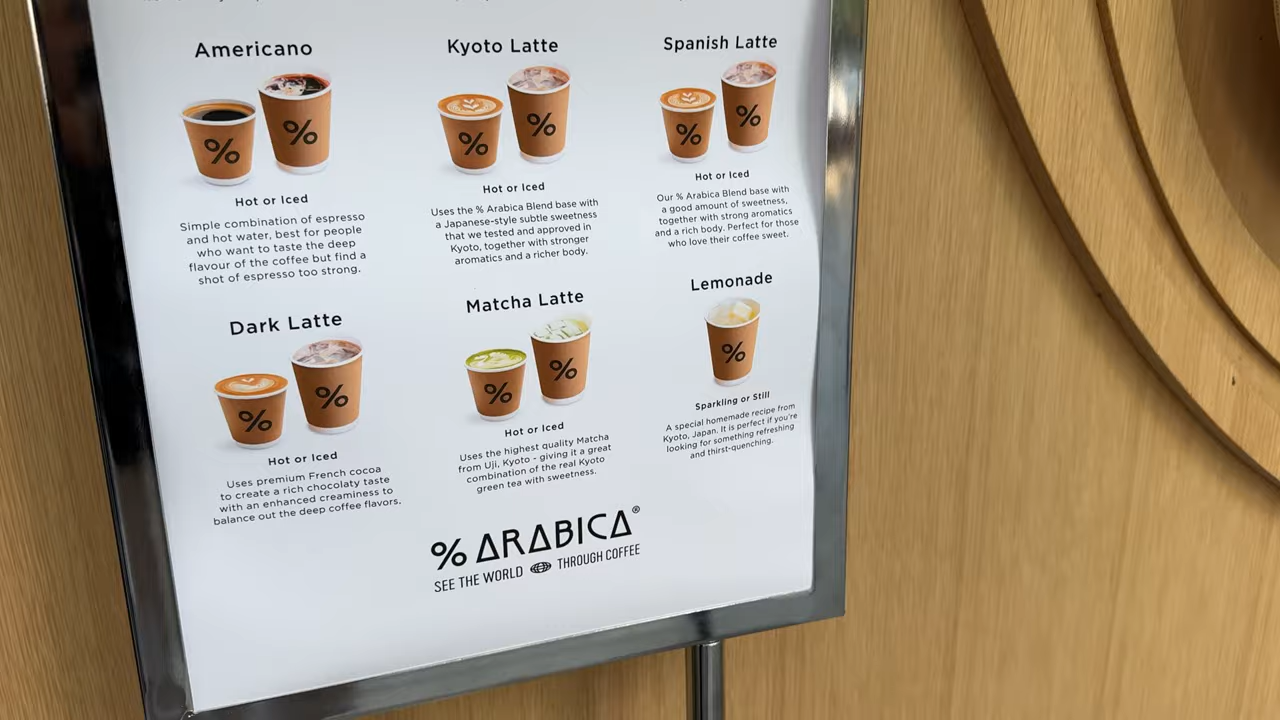 Americano
%
%
Hot or Iced
Simple combination of espresso
and hot water, best for people
who want to taste the deep
flavour of the coffee but find a
shot of espresso too strong.
Kyoto Latte
%
%
Hot or Iced
Uses the % Arabica Blend base with
a Japanese-style subtle sweetness
that we tested and approved in
Kyoto, together with stronger
aromatics and a richer body.
Spanish Latte
%
%
Hot or Iced
Our % Arabica Blend base with
a good amount of sweetness,
together with strong aromatics
and a rich body. Perfect for those
who love their coffee sweet.
Dark Latte
%
%
Hot or Iced
Uses premium French cocoa
to create a rich chocolaty taste
with an enhanced creaminess to
balance out the deep coffee flavors.
Matcha Latte
%
%
Hot or Iced
Uses the highest quality Matcha
from Uji, Kyoto - giving it a great
combination of the real Kyoto
green tea with sweetness.
Lemonade
%
Sparkling or Still
A special homemade recipe from
Kyoto, Japan. It is perfect if you're
looking for something refreshing
and thirst-quenching.
% ARABICA®
SEE THE WORLD THROUGH COFFEE